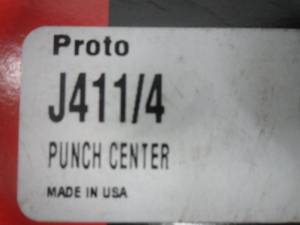 Proto
J411/4
PUNCH CENTER
MADE IN USA